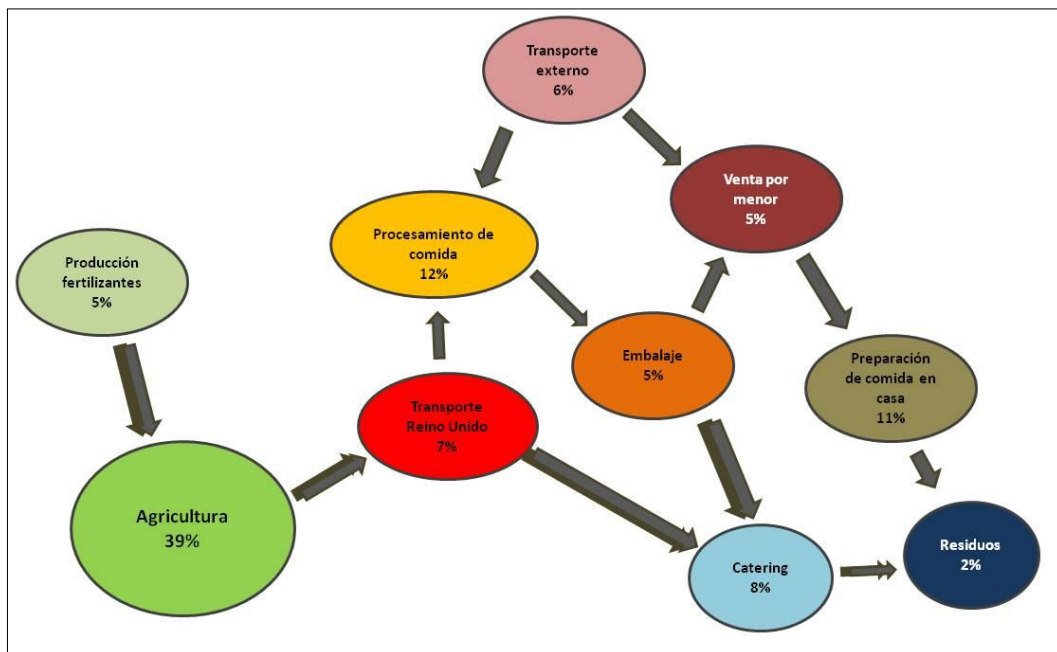 Transporte
externo
6%
Venta por
menor
5%
Procesamiento de
comida
12%
Producción
fertilizantes
5%
Embalaje
5%
Preparación
de comida en
casa
11%
Transporte
Reino Unido
7%
Agricultura
39%
Catering
8%
Residuos
2%